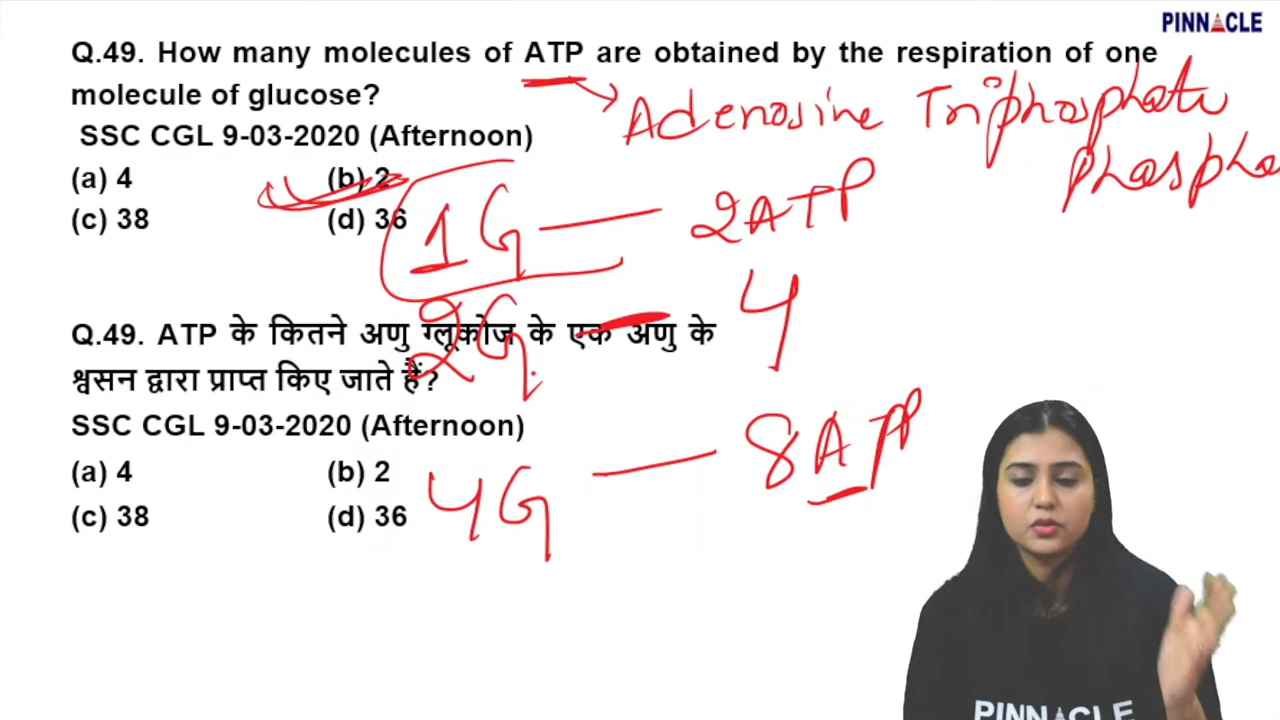 PINNACLE
Q.49. How many molecules of ATP are obtained by the respiration of one
molecule of glucose?
Adenosine Triphosphate
SSC CGL 9-03-2020 (Afternoon)
Phospha
(a) 4 (b) 2
(c) 38 (d) 36
1G — 2ATP
2G 4
Q.49. ATP के कितने अणु ग्लूकोज के एक अणु के
श्वसन द्वारा प्राप्त किए जाते हैं?
SSC CGL 9-03-2020 (Afternoon)
4G — 8ATP
(a) 4 (b) 2
(c) 38 (d) 36
PINNACLE